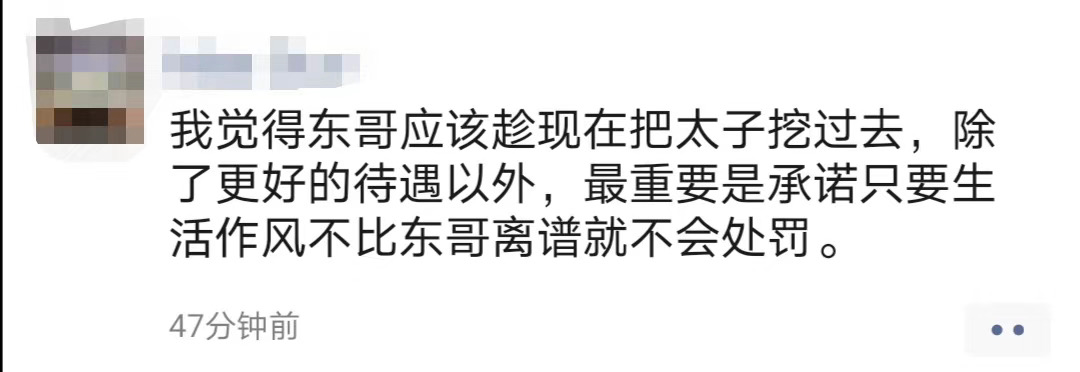 我觉得东哥应该趁现在把太子挖过去，除
了更好的待遇以外，最重要是承诺只要生
活作风不比东哥离谱就不会处罚。
47分钟前